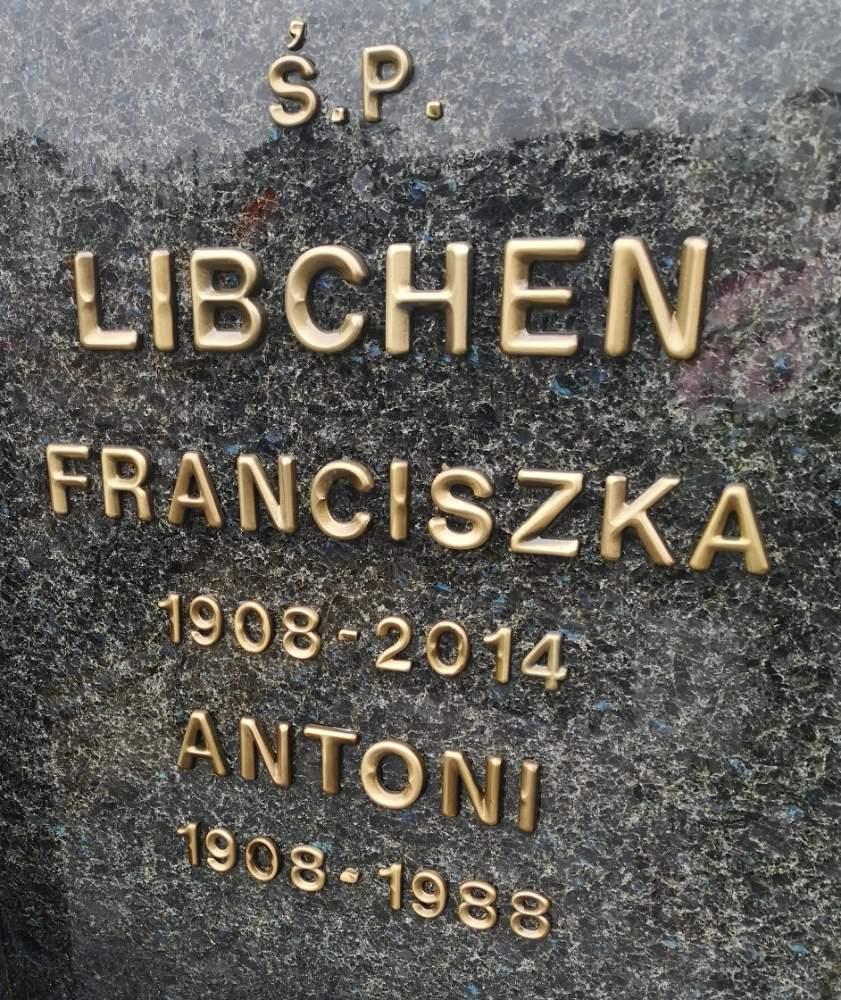 Ś.P.
LIBCHEN
FRANCISZKA
1908-2014
ANTONI
1908-1988